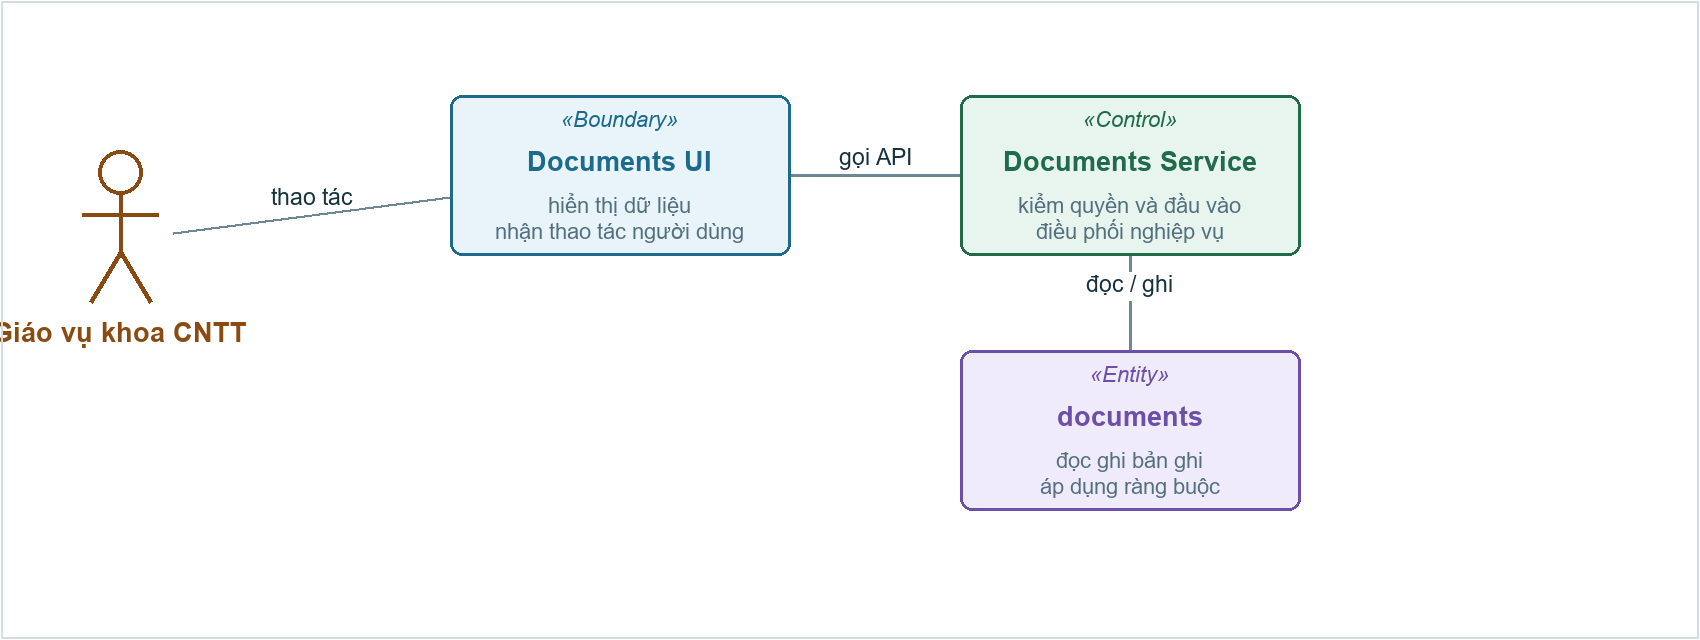 «Boundary»
Documents UI
hiển thị dữ liệu
nhận thao tác người dùng
gọi API
«Control»
Documents Service
kiểm quyền và đầu vào
điều phối nghiệp vụ
thao tác
Giáo vụ khoa CNTT
đọc / ghi
«Entity»
documents
đọc ghi bản ghi
áp dụng ràng buộc